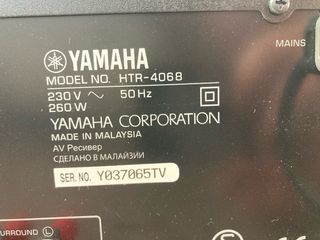 YAMAHA
MODEL NO. HTR-4068
230 V ~ 50 Hz
260 W
YAMAHA CORPORATION
MADE IN MALAYSIA
AV Ресивер
СДЕЛАНО В МАЛАЙЗИИ
SER. NO. Y037065TV
MAINS
SURROUND L